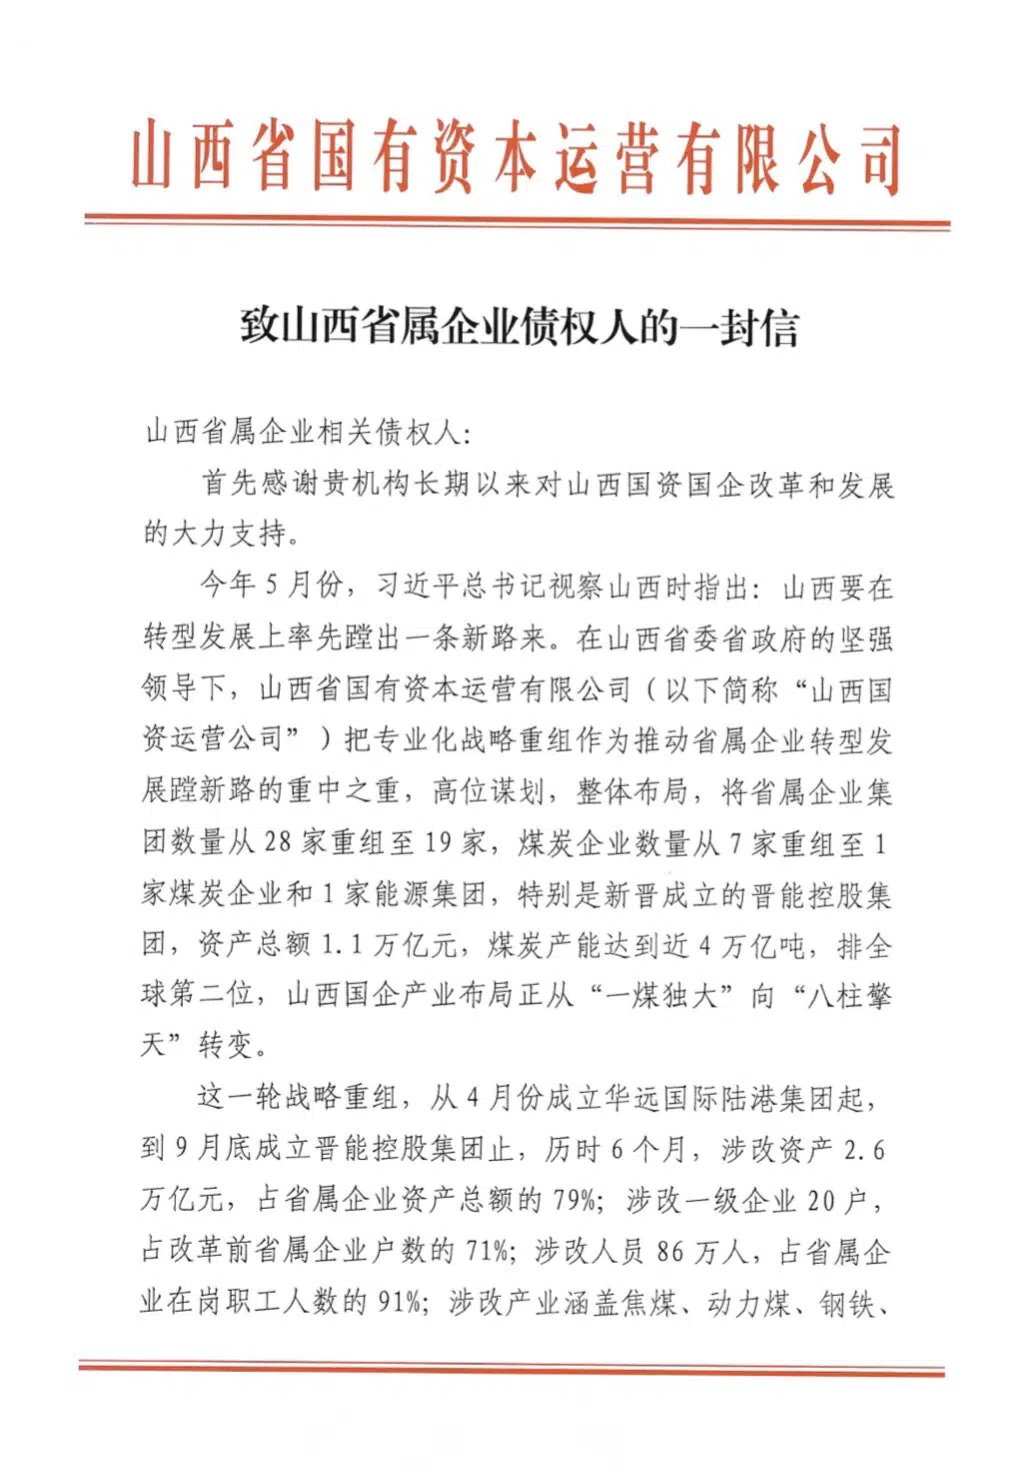 山西省国有资本运营有限公司
致山西省属企业债权人的一封信
山西省属企业相关债权人:
首先感谢贵机构长期以来对山西国资国企改革和发展
的大力支持。
今年5月份，习近平总书记视察山西时指出：山西要在
转型发展上率先蹚出一条新路来。在山西省委省政府的坚强
领导下，山西省国有资本运营有限公司（以下简称“山西国
资运营公司”）把专业化战略重组作为推动省属企业转型发
展蹚新路的重中之重，高位谋划，整体布局，将省属企业集
团数量从28家重组至19家，煤炭企业数量从7家重组至1
家煤炭企业和1家能源集团，特别是新晋成立的晋能控股集
团，资产总额1.1万亿元，煤炭产能达到近4万亿吨，排全
球第二位，山西国企产业布局正从“一煤独大”向“八柱擎
天”转变。
这一轮战略重组，从4月份成立华远国际陆港集团起，
到9月底成立晋能控股集团止，历时6个月，涉改资产2.6
万亿元，占省属企业资产总额的79%；涉改一级企业20户，
占改革前省属企业户数的71%；涉改人员86万人，占省属企
业在岗职工人数的91%；涉改产业涵盖焦煤、动力煤、钢铁、